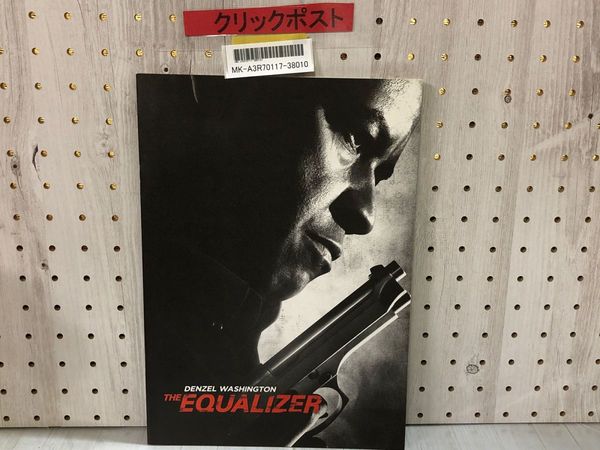 クリックポスト
MK-A3R70117-38010
DENZEL WASHINGTON
THE EQUALIZER